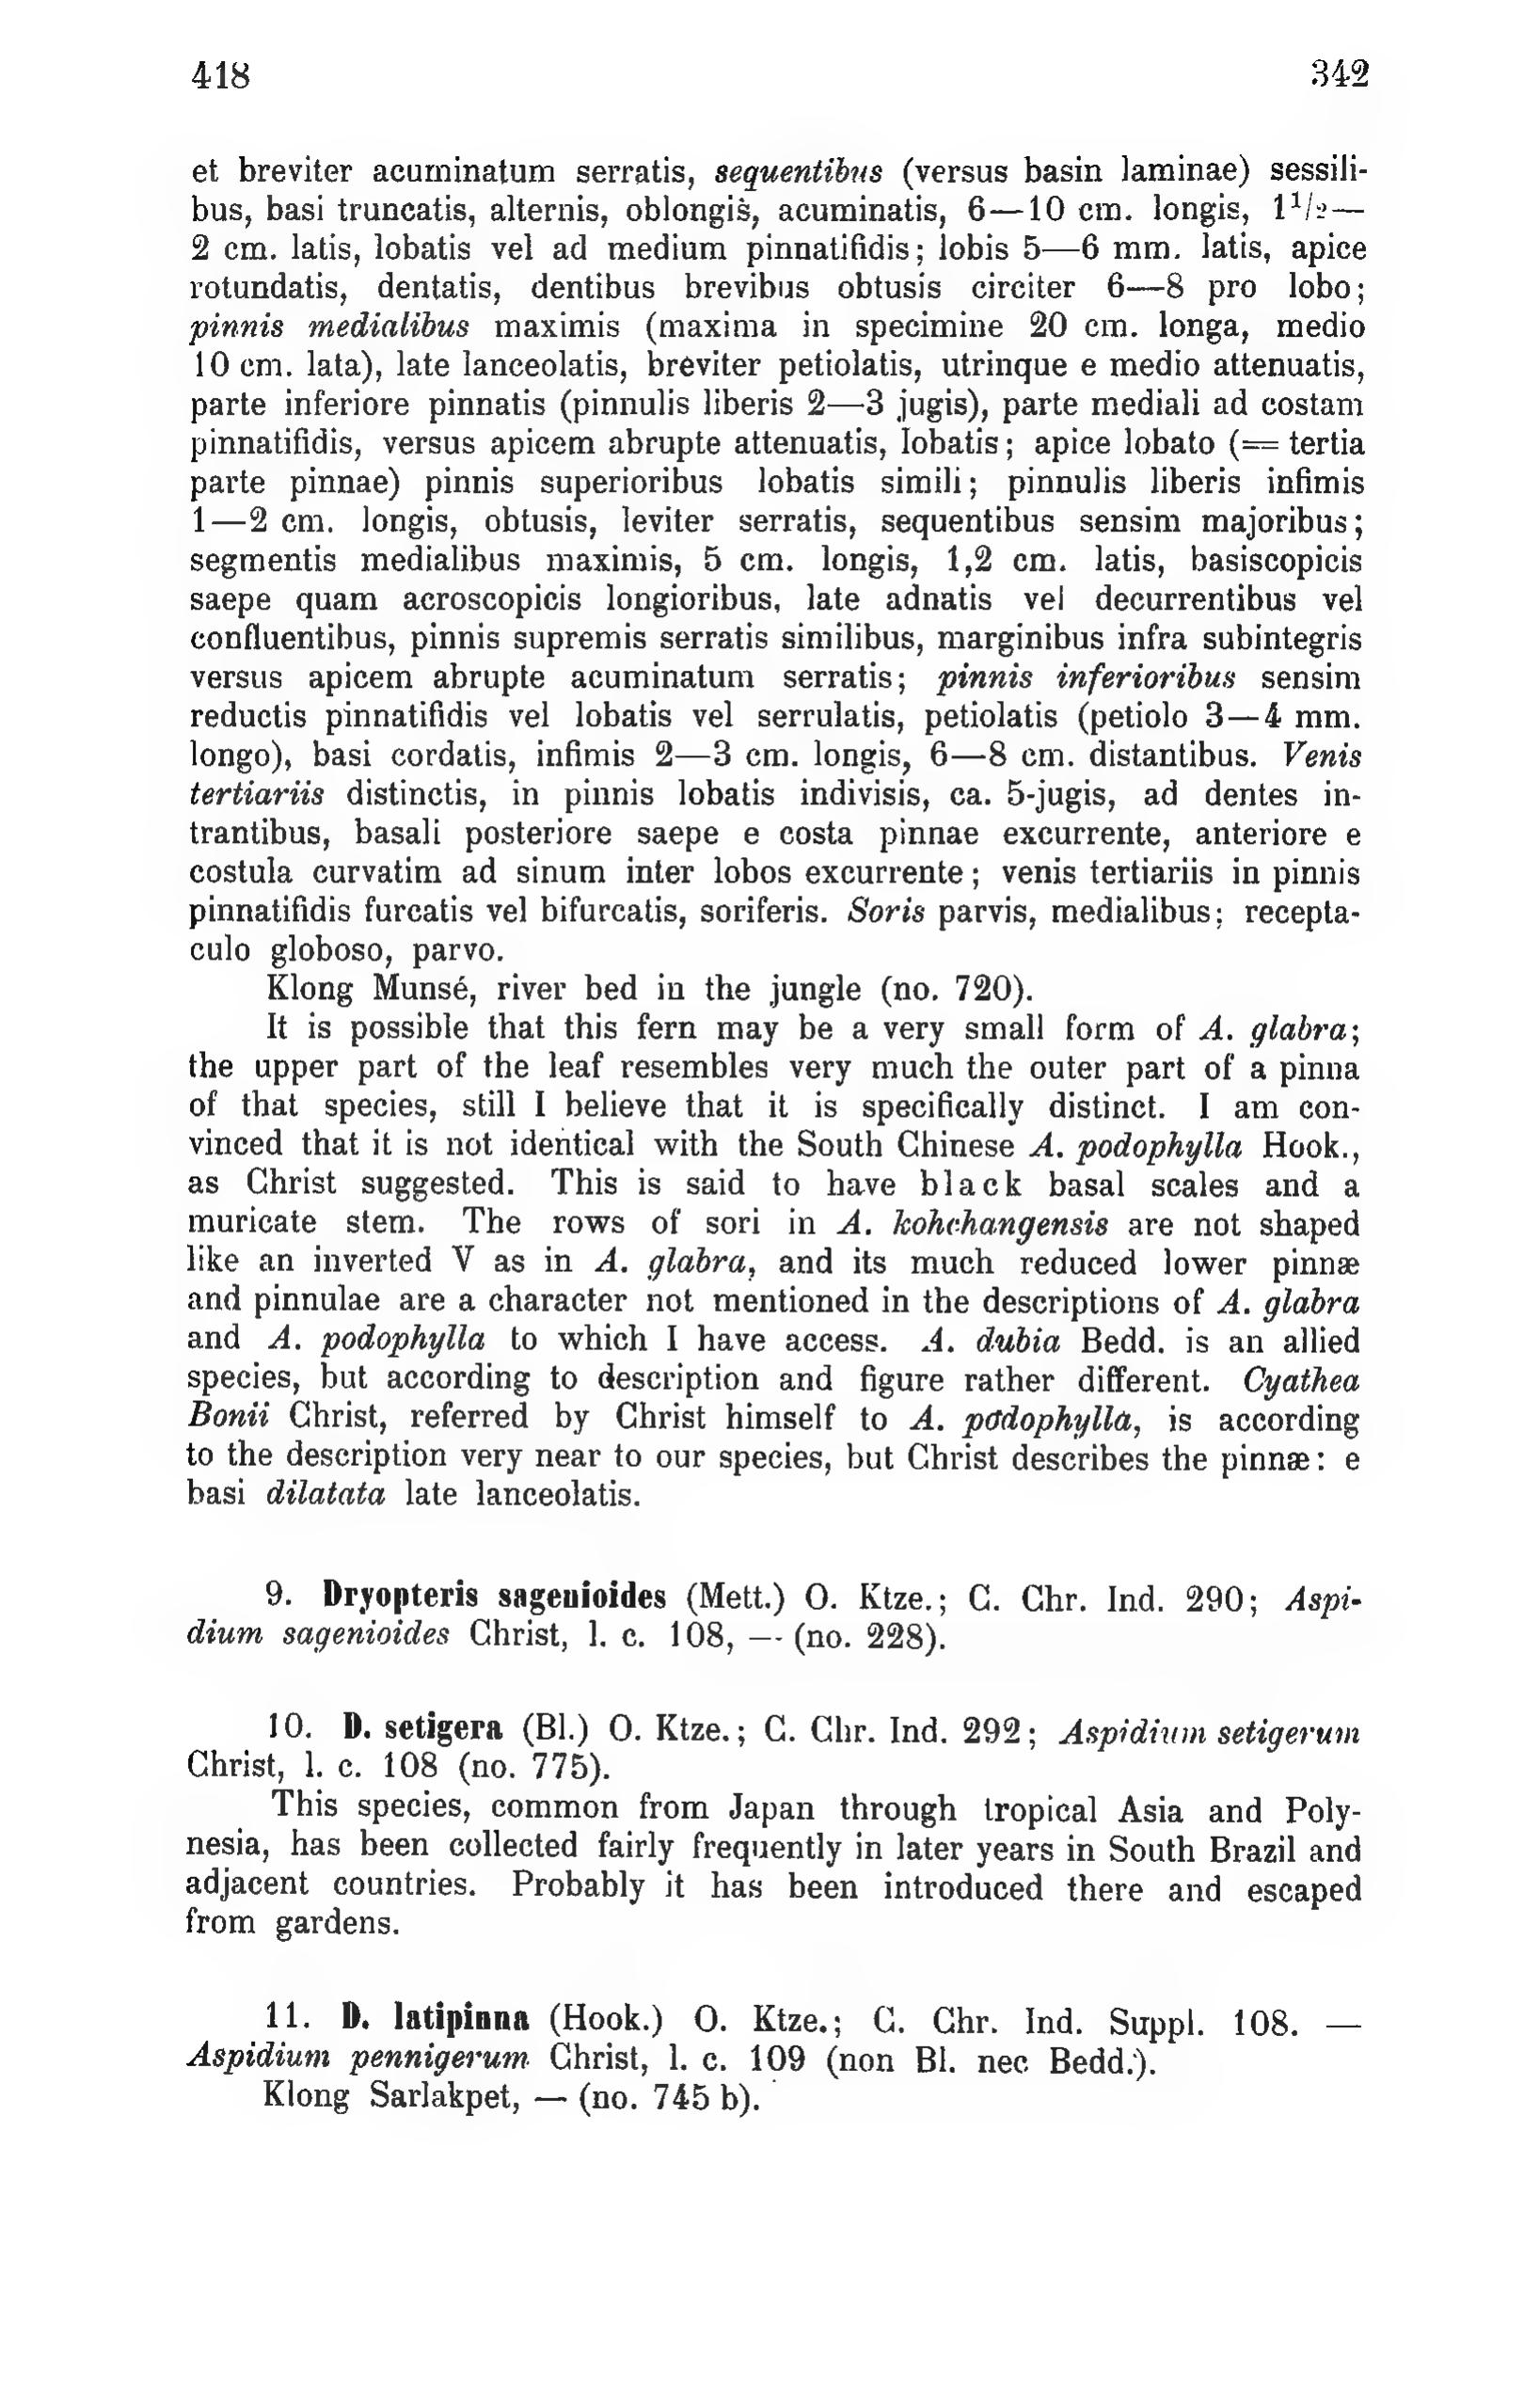 418 342
et breviter acuminatum serratis, sequentibus (versus basin laminae) sessili-
bus, basi truncatis, alternis, oblongis, acuminatis, 6—10 cm. longis, 1¹/₂—
2 cm. latis, lobatis vel ad medium pinnatifidis; lobis 5—6 mm. latis, apice
rotundatis, dentatis, dentibus brevibus obtusis circiter 6—8 pro lobo;
pinnis medialibus maximis (maxima in specimine 20 cm. longa, medio
10 cm. lata), late lanceolatis, breviter petiolatis, utrinque e medio attenuatis,
parte inferiore pinnatis (pinnulis liberis 2—3 jugis), parte mediali ad costam
pinnatifidis, versus apicem abrupte attenuatis, lobatis; apice lobato (= tertia
parte pinnae) pinnis superioribus lobatis simili; pinnulis liberis infimis
1—2 cm. longis, obtusis, leviter serratis, sequentibus sensim majoribus;
segmentis medialibus maximis, 5 cm. longis, 1,2 cm. latis, basiscopicis
saepe quam acroscopicis longioribus, late adnatis vel decurrentibus vel
confluentibus, pinnis supremis serratis similibus, marginibus infra subintegris
versus apicem abrupte acuminatum serratis; pinnis inferioribus sensim
reductis pinnatifidis vel lobatis vel serrulatis, petiolatis (petiolo 3—4 mm.
longo), basi cordatis, infimis 2—3 cm. longis, 6—8 cm. distantibus. Venis
tertiariis distinctis, in pinnis lobatis indivisis, ca. 5-jugis, ad dentes in-
trantibus, basali posteriore saepe e costa pinnae excurrente, anteriore e
costula curvatim ad sinum inter lobos excurrente; venis tertiariis in pinnis
pinnatifidis furcatis vel bifurcatis, soriferis. Soris parvis, medialibus; recepta-
culo globoso, parvo.
Klong Munsé, river bed in the jungle (no. 720).
It is possible that this fern may be a very small form of A. glabra;
the upper part of the leaf resembles very much the outer part of a pinna
of that species, still I believe that it is specifically distinct. I am con-
vinced that it is not identical with the South Chinese A. podophylla Hook.,
as Christ suggested. This is said to have black basal scales and a
muricate stem. The rows of sori in A. kohchangensis are not shaped
like an inverted V as in A. glabra, and its much reduced lower pinnæ
and pinnulae are a character not mentioned in the descriptions of A. glabra
and A. podophylla to which I have access. A. dubia Bedd. is an allied
species, but according to description and figure rather different. Cyathea
Bonii Christ, referred by Christ himself to A. podophylla, is according
to the description very near to our species, but Christ describes the pinnæ: e
basi dilatata late lanceolatis.
9. Dryopteris sagenioides (Mett.) O. Ktze.; C. Chr. Ind. 290; Aspi-
dium sagenioides Christ, l. c. 108, — (no. 228).
10. D. setigera (Bl.) O. Ktze.; C. Chr. Ind. 292; Aspidium setigerum
Christ, l. c. 108 (no. 775).
This species, common from Japan through tropical Asia and Poly-
nesia, has been collected fairly frequently in later years in South Brazil and
adjacent countries. Probably it has been introduced there and escaped
from gardens.
11. D. latipinna (Hook.) O. Ktze.; C. Chr. Ind. Suppl. 108. —
Aspidium pennigerum Christ, l. c. 109 (non Bl. nec Bedd.).
Klong Sarlakpet, — (no. 745 b).